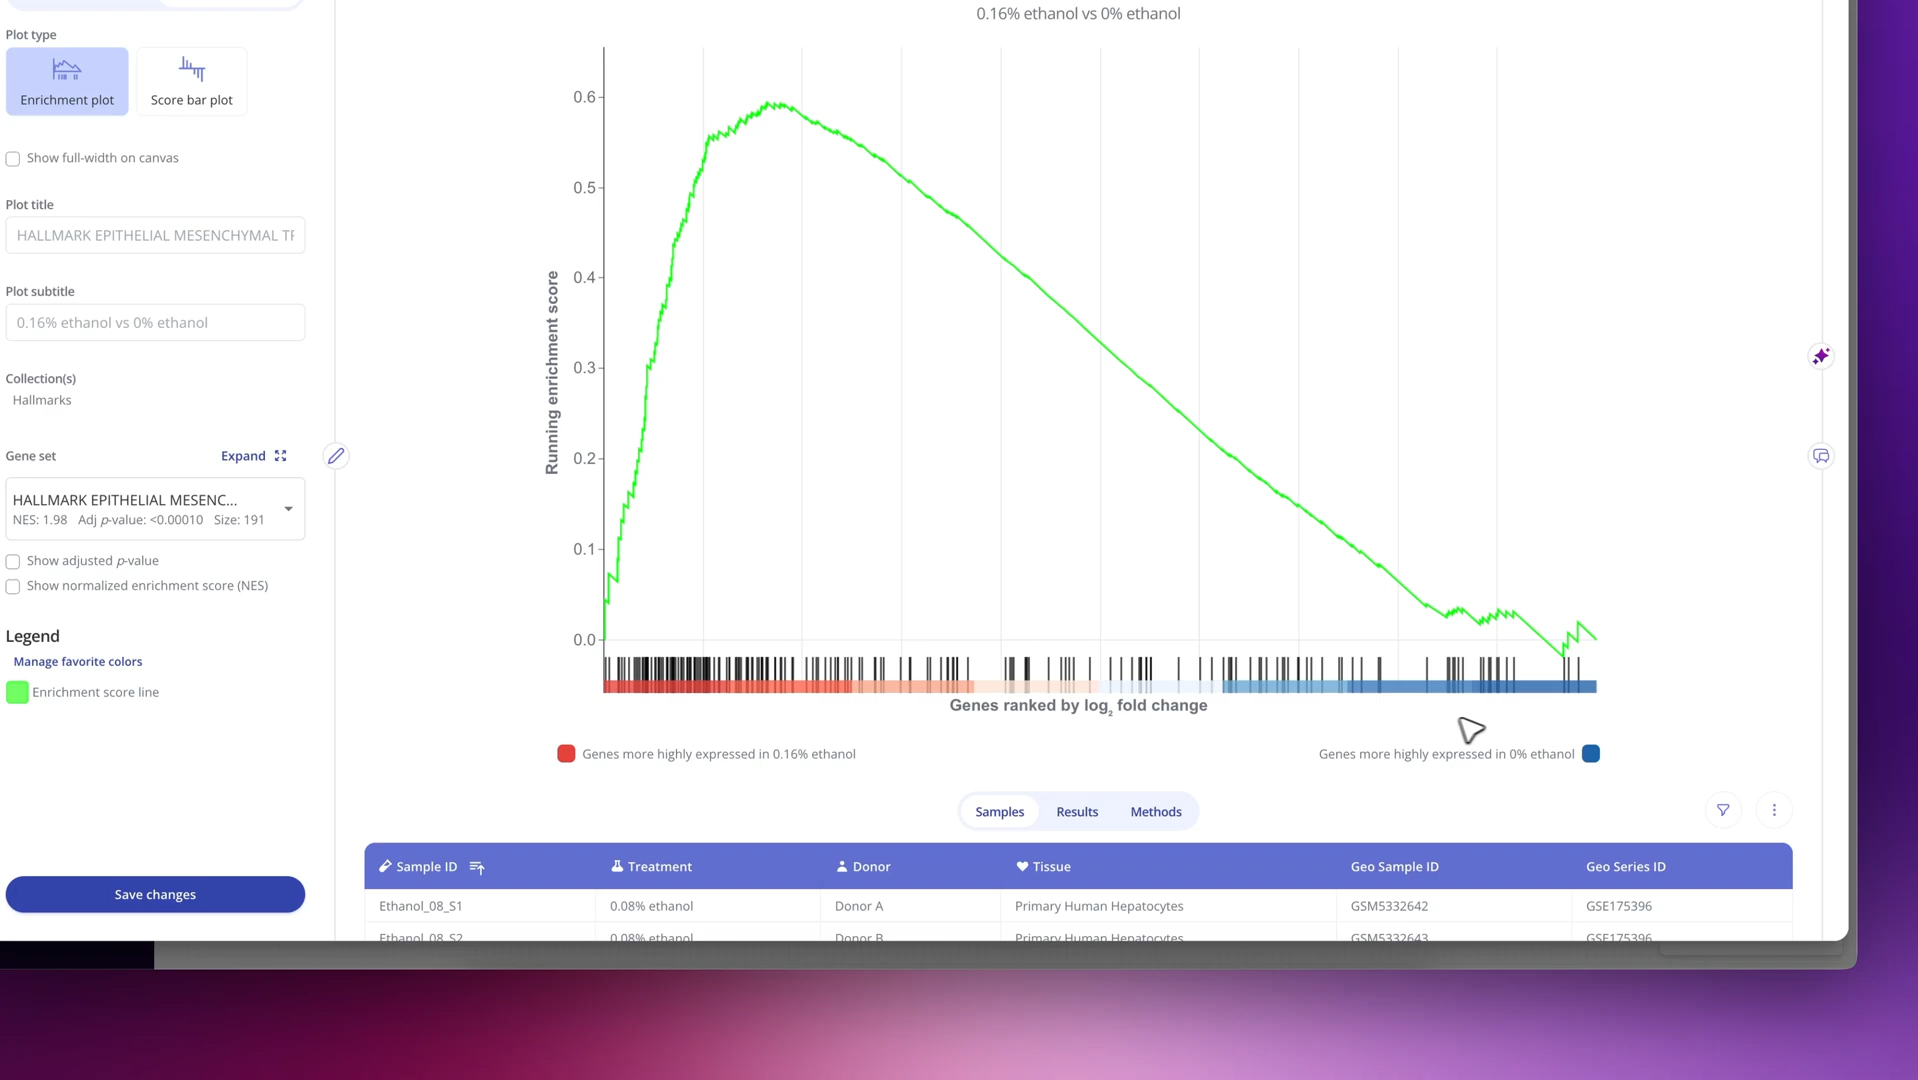 0.16% ethanol vs 0% ethanol
Plot type
Enrichment plot
Score bar plot
Show full-width on canvas
Plot title
HALLMARK EPITHELIAL MESENCHYMAL TF
Plot subtitle
0.16% ethanol vs 0% ethanol
Collection(s)
Hallmarks
Gene set
Expand
HALLMARK EPITHELIAL MESENC...
NES: 1.98 Adj p-value: <0.00010 Size: 191
Show adjusted p-value
Show normalized enrichment score (NES)
Legend
Manage favorite colors
Enrichment score line
Save changes
Running enrichment score
0.6
0.5
0.4
0.3
0.2
0.1
0.0
Genes ranked by log2 fold change
Genes more highly expressed in 0.16% ethanol
Genes more highly expressed in 0% ethanol
Samples Results Methods
Sample ID Treatment Donor Tissue Geo Sample ID Geo Series ID
Ethanol_08_S1 0.08% ethanol Donor A Primary Human Hepatocytes GSM5332642 GSE175396
Ethanol_08_S2 0.08% ethanol Donor B Primary Human Hepatocytes GSM5332643 GSE175396